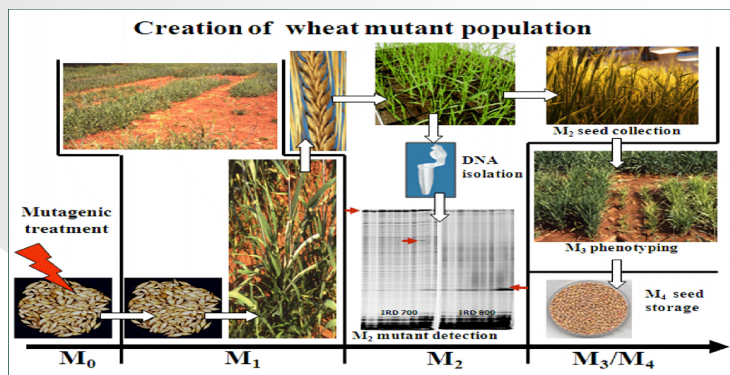 Creation of wheat mutant population
M₂ seed collection
DNA
isolation
Mutagenic
treatment
M₃ phenotyping
M₄ seed
storage
IRD 700
IRD 800
M₂ mutant detection
M₀
M₁
M₂
M₃/M₄